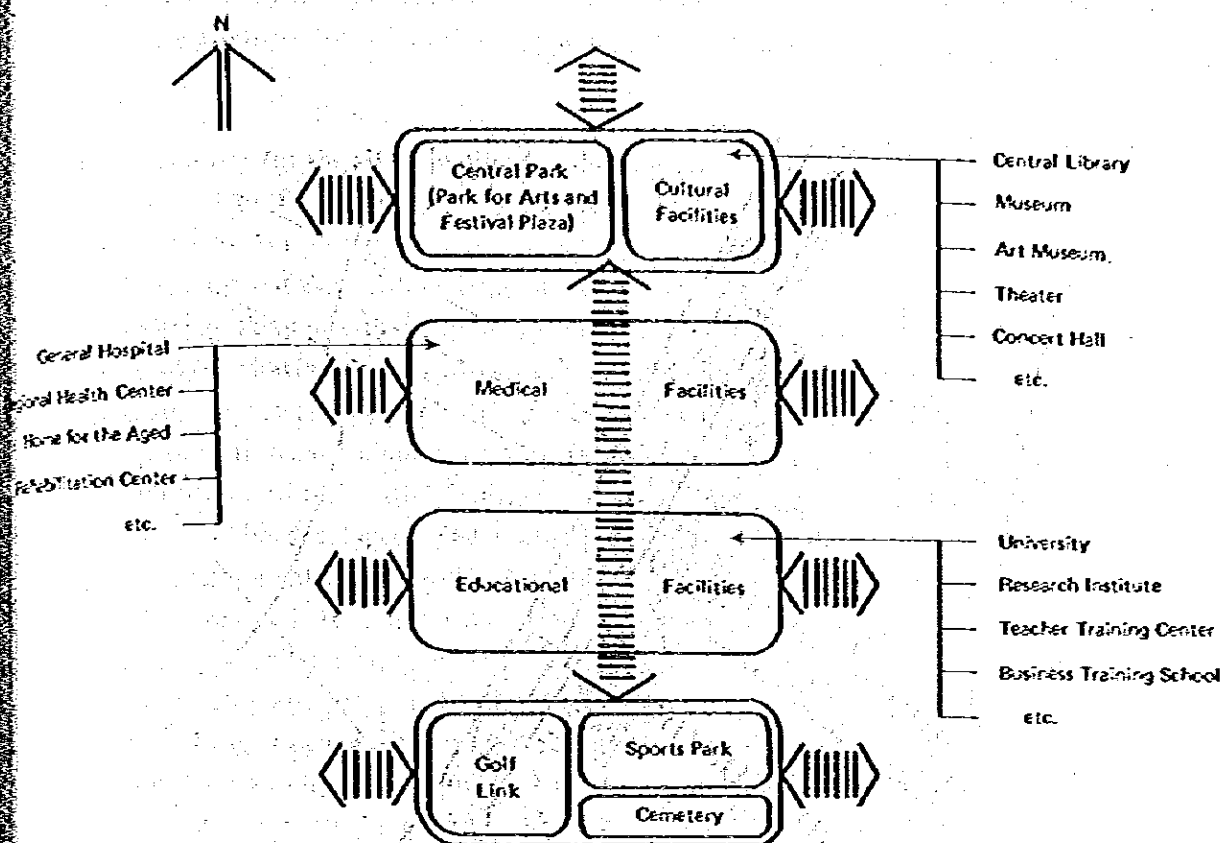 N
Central Park
(Park for Arts and
Festival Plaza)
Cultural
Facilities
Central Library
Museum
Art Museum
Theater
Concert Hall
etc.
General Hospital
Health Center
Home for the Aged
Rehabilitation Center
etc.
Medical Facilities
Educational Facilities
University
Research Institute
Teacher Training Center
Business Training School
etc.
Golf
Link
Sports Park
Cemetery